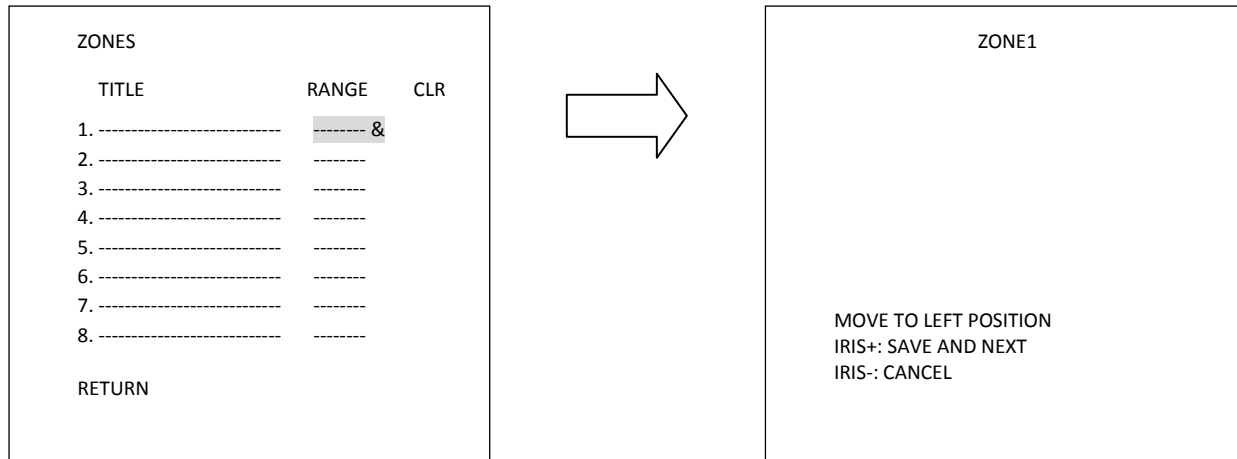 ZONES
TITLE RANGE CLR
1. ---------------------------- -------- &
2. ---------------------------- --------
3. ---------------------------- --------
4. ---------------------------- --------
5. ---------------------------- --------
6. ---------------------------- --------
7. ---------------------------- --------
8. ---------------------------- --------
RETURN
ZONE1
MOVE TO LEFT POSITION
IRIS+: SAVE AND NEXT
IRIS-: CANCEL